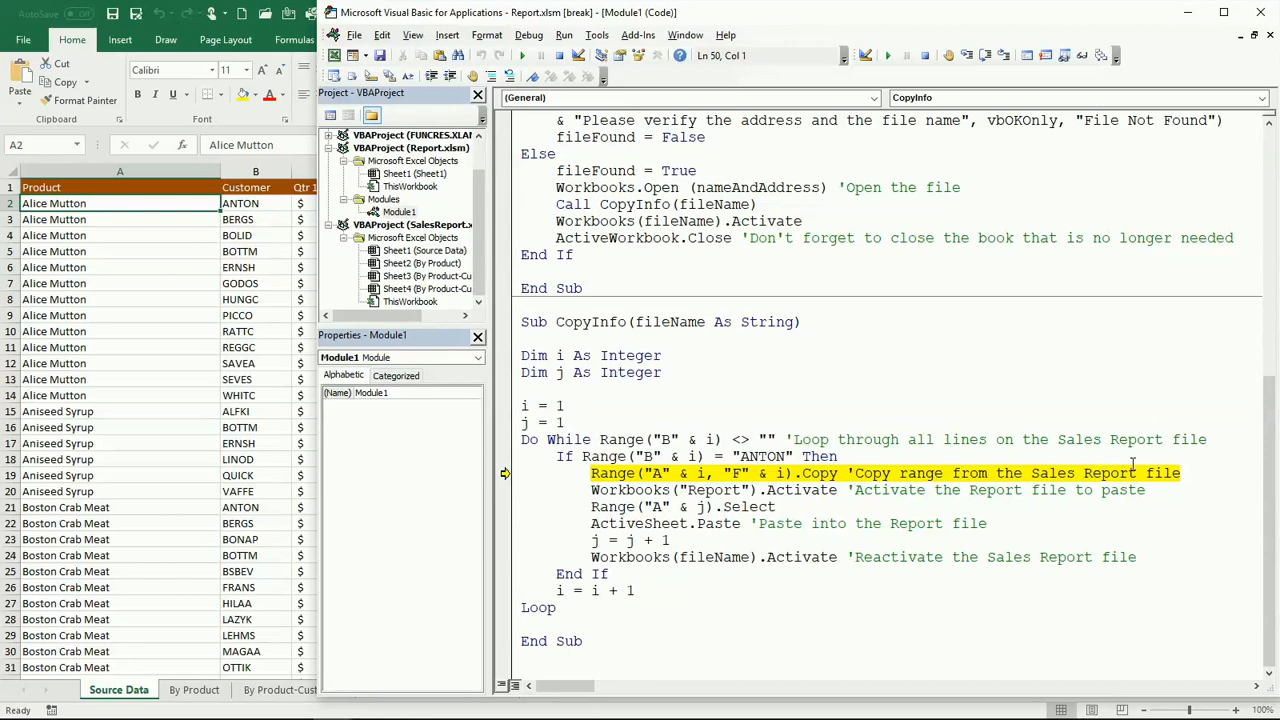 AutoSave Off
Microsoft Visual Basic for Applications - Report.xlsm [break] - [Module1 (Code)]
File Home Insert Draw Page Layout Formulas
File Edit View Insert Format Debug Run Tools Add-Ins Window Help
Ln 50, Col 1
Paste
Cut
Copy
Format Painter
Clipboard
Calibri 11
B I U
Font
A2
Alice Mutton
A B
1 Product Customer Qtr 1
2 Alice Mutton ANTON $
3 Alice Mutton BERGS $
4 Alice Mutton BOLID $
5 Alice Mutton BOTTM $
6 Alice Mutton ERNSH $
7 Alice Mutton GODOS $
8 Alice Mutton HUNGC $
9 Alice Mutton PICCO $
10 Alice Mutton RATTC $
11 Alice Mutton REGGC $
12 Alice Mutton SAVEA $
13 Alice Mutton SEVES $
14 Alice Mutton WHITC $
15 Aniseed Syrup ALFKI $
16 Aniseed Syrup BOTTM $
17 Aniseed Syrup ERNSH $
18 Aniseed Syrup LINOD $
19 Aniseed Syrup QUICK $
20 Aniseed Syrup VAFFE $
21 Boston Crab Meat ANTON $
22 Boston Crab Meat BERGS $
23 Boston Crab Meat BONAP $
24 Boston Crab Meat BOTTM $
25 Boston Crab Meat BSBEV $
26 Boston Crab Meat FRANS $
27 Boston Crab Meat HILAA $
28 Boston Crab Meat LAZYK $
29 Boston Crab Meat LEHMS $
30 Boston Crab Meat MAGAA $
31 Boston Crab Meat OTTIK $
Source Data By Product By Product-Cust
Ready
100%
Project - VBAProject
VBAProject (FUNCRES.XLAM
VBAProject (Report.xlsm)
Microsoft Excel Objects
Sheet1 (Sheet1)
ThisWorkbook
Modules
Module1
VBAProject (SalesReport.x
Microsoft Excel Objects
Sheet1 (Source Data)
Sheet2 (By Product)
Sheet3 (By Product-Cu
Sheet4 (By Product-Cu
ThisWorkbook
Properties - Module1
Module1 Module
Alphabetic Categorized
(Name) Module1
(General) CopyInfo
& "Please verify the address and the file name", vbOKOnly, "File Not Found")
fileFound = False
Else
fileFound = True
Workbooks.Open (nameAndAddress) 'Open the file
Call CopyInfo(fileName)
Workbooks(fileName).Activate
ActiveWorkbook.Close 'Don't forget to close the book that is no longer needed
End If
End Sub
Sub CopyInfo(fileName As String)
Dim i As Integer
Dim j As Integer
i = 1
j = 1
Do While Range("B" & i) <> "" 'Loop through all lines on the Sales Report file
If Range("B" & i) = "ANTON" Then
Range("A" & i, "F" & i).Copy 'Copy range from the Sales Report file
Workbooks("Report").Activate 'Activate the Report file to paste
Range("A" & j).Select
ActiveSheet.Paste 'Paste into the Report file
j = j + 1
Workbooks(fileName).Activate 'Reactivate the Sales Report file
End If
i = i + 1
Loop
End Sub